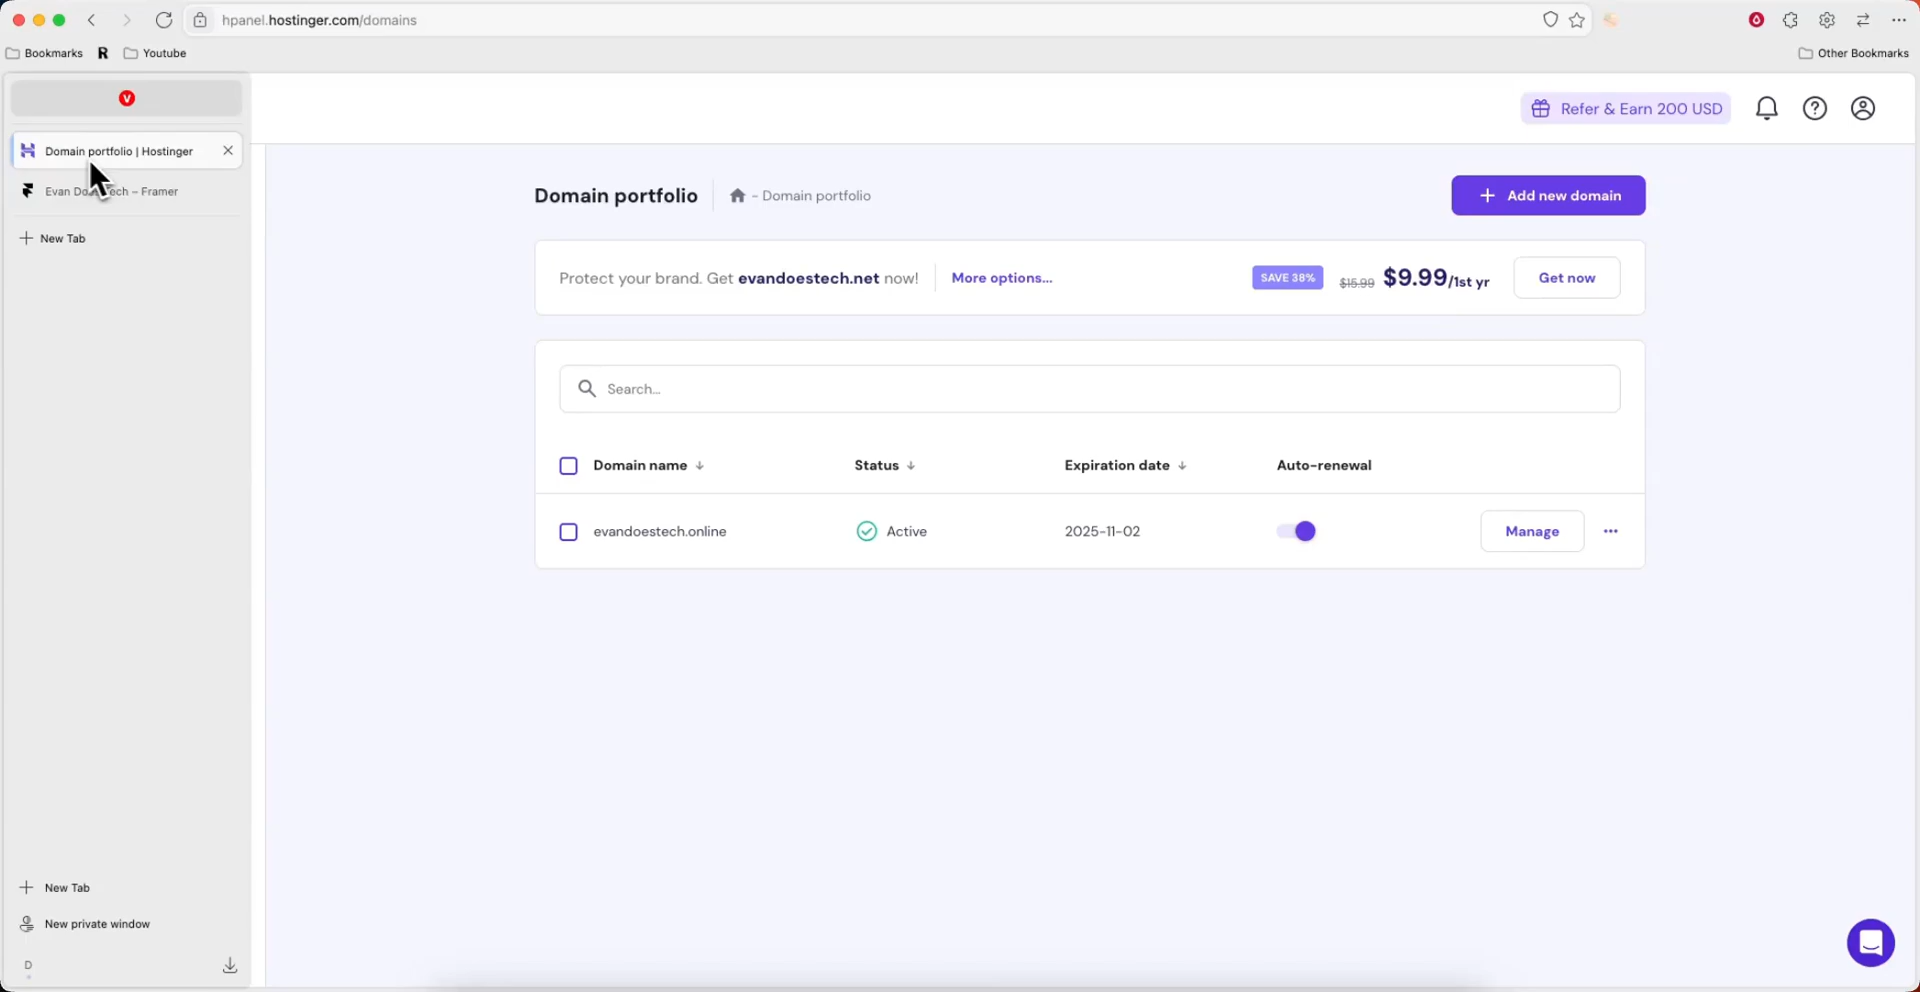 hpanel.hostinger.com/domains
Bookmarks R Youtube Other Bookmarks
V
Domain portfolio | Hostinger
Evan Do Tech – Framer
New Tab
New Tab
New private window
D
Refer & Earn 200 USD
Domain portfolio - Domain portfolio
Add new domain
Protect your brand. Get evandoestech.net now! More options... SAVE 38% $15.99 $9.99/1st yr Get now
Search...
Domain name Status Expiration date Auto-renewal
evandoestech.online Active 2025-11-02 Manage